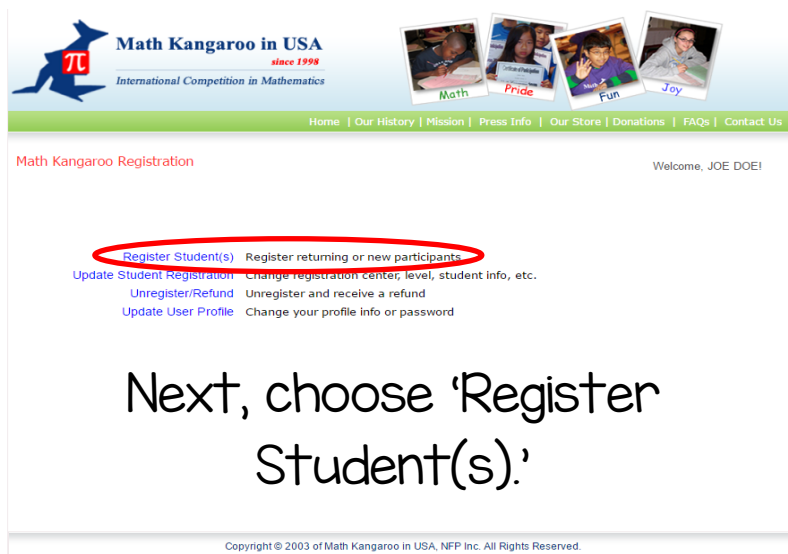 Math Kangaroo in USA
since 1998
International Competition in Mathematics
π
Math
Pride
Fun
Joy
Home | Our History | Mission | Press Info | Our Store | Donations | FAQs | Contact Us
Math Kangaroo Registration
Welcome, JOE DOE!
Register Student(s) Register returning or new participants
Update Student Registration Change registration center, level, student info, etc.
Unregister/Refund Unregister and receive a refund
Update User Profile Change your profile info or password
Next, choose ‘Register
Student(s).’
Copyright © 2003 of Math Kangaroo in USA, NFP Inc. All Rights Reserved.